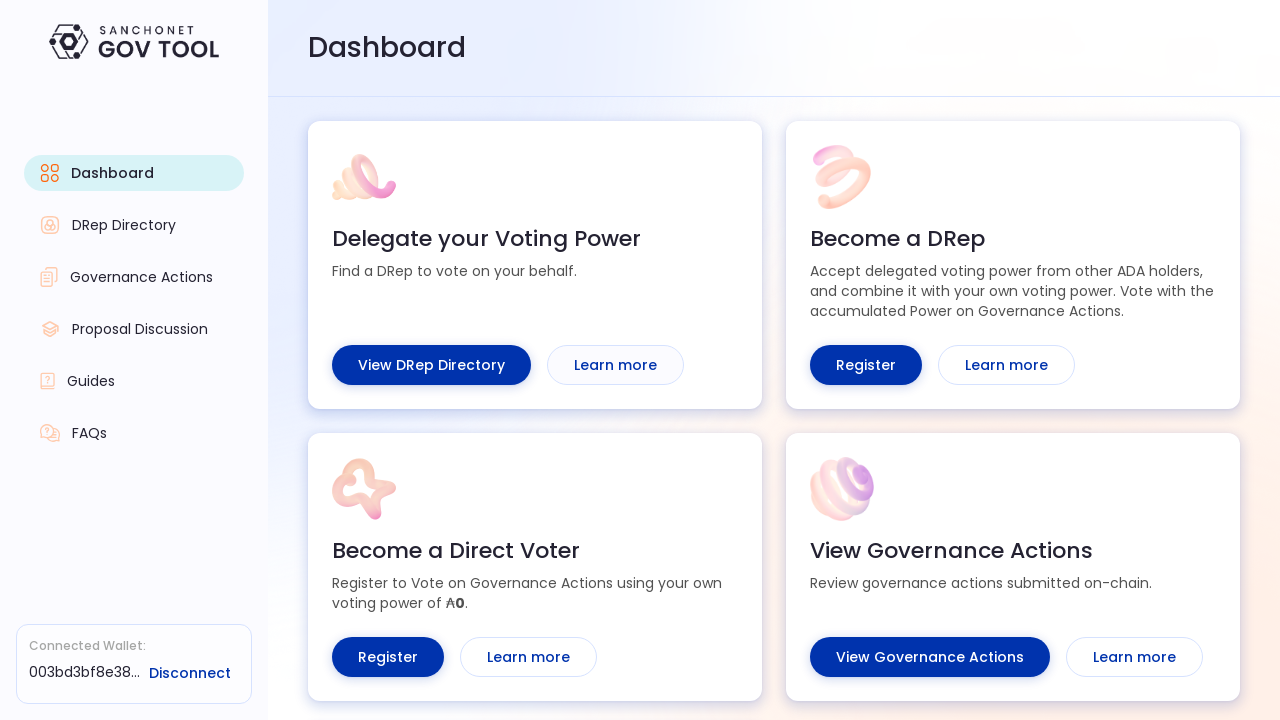 SANCHONET
GOV TOOL
Dashboard
DRep Directory
Governance Actions
Proposal Discussion
Guides
FAQs
Connected Wallet:
003bd3bf8e38...
Disconnect
Dashboard
Delegate your Voting Power
Find a DRep to vote on your behalf.
View DRep Directory
Learn more
Become a DRep
Accept delegated voting power from other ADA holders,
and combine it with your own voting power. Vote with the
accumulated Power on Governance Actions.
Register
Learn more
Become a Direct Voter
Register to Vote on Governance Actions using your own
voting power of ₳0.
Register
Learn more
View Governance Actions
Review governance actions submitted on-chain.
View Governance Actions
Learn more